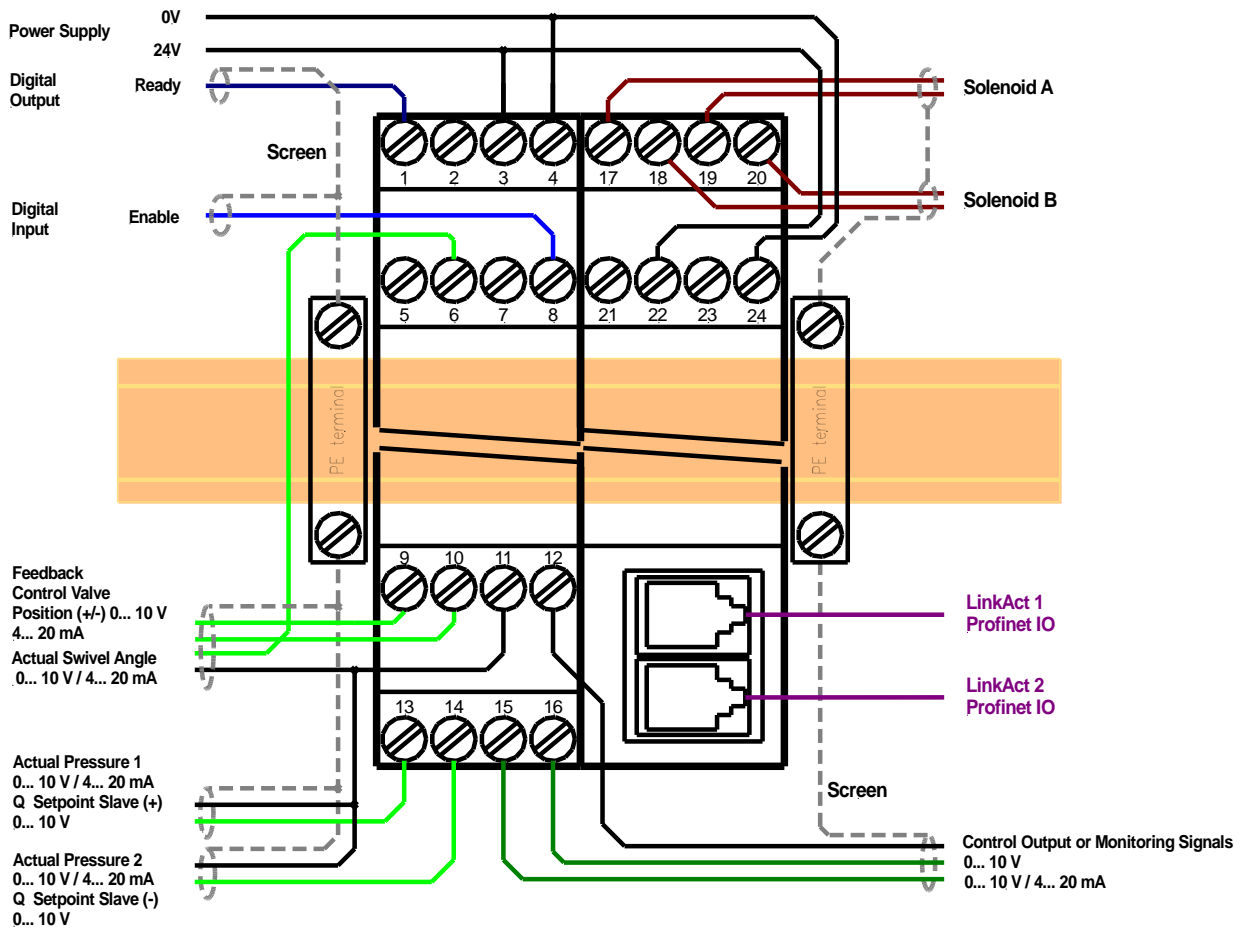 Power Supply
0V
24V
Digital
Output
Ready
Solenoid A
Screen
1
2
3
4
17
18
19
20
Digital
Input
Enable
Solenoid B
5
6
7
8
21
22
23
24
PE terminal
PE terminal
9
10
11
12
Feedback
Control Valve
Position (+/-) 0... 10 V
4... 20 mA
Actual Swivel Angle
0... 10 V / 4... 20 mA
LinkAct 1
Profinet IO
LinkAct 2
Profinet IO
13
14
15
16
Actual Pressure 1
0... 10 V / 4... 20 mA
Q Setpoint Slave (+)
0... 10 V
Screen
Actual Pressure 2
0... 10 V / 4... 20 mA
Q Setpoint Slave (-)
0... 10 V
Control Output or Monitoring Signals
0... 10 V
0... 10 V / 4... 20 mA